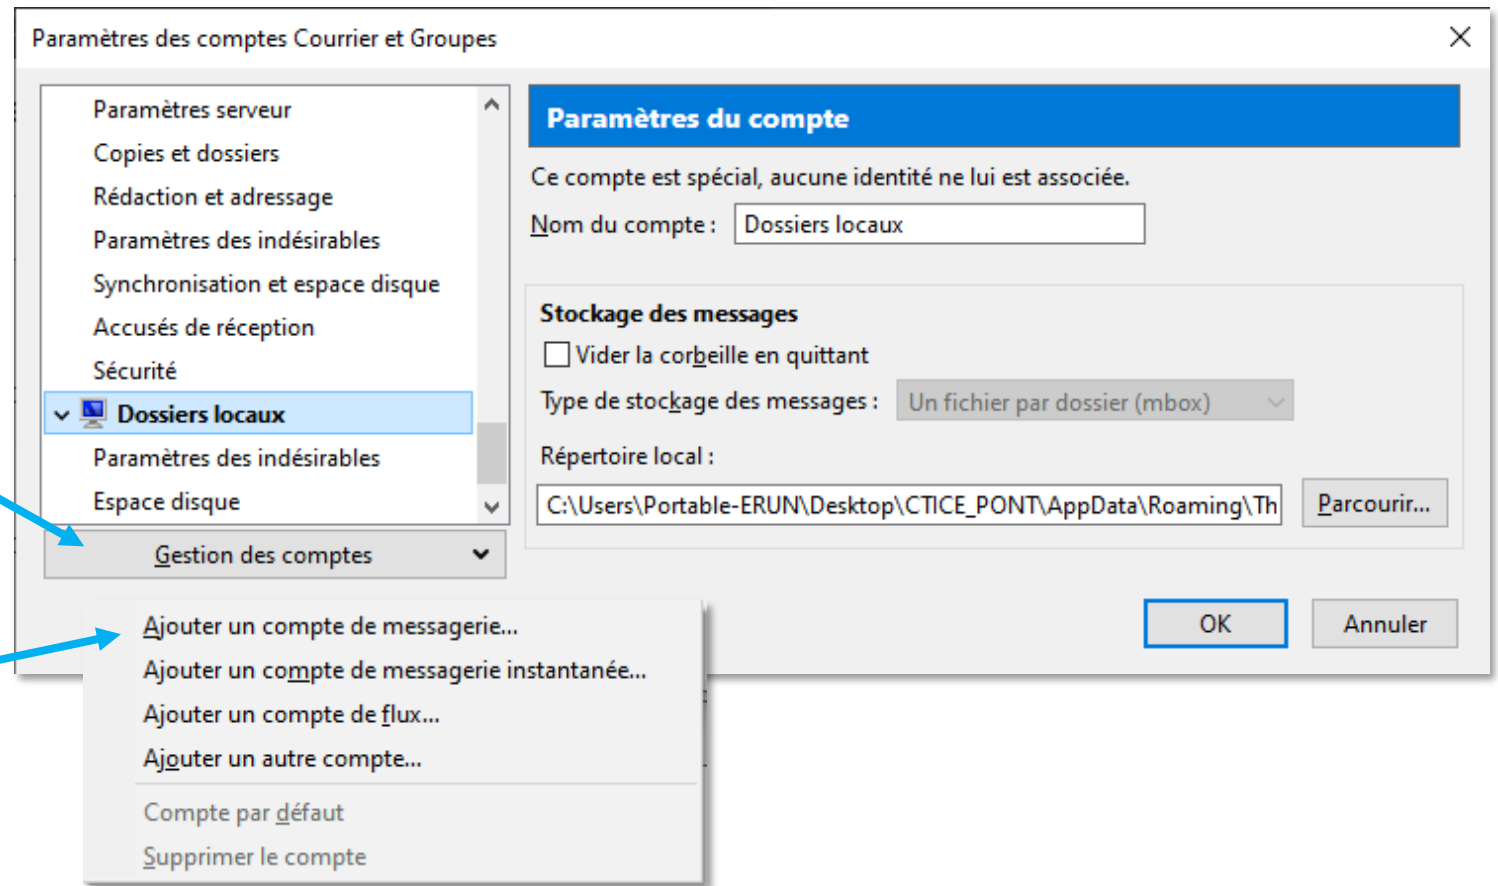 Paramètres des comptes Courrier et Groupes
Paramètres serveur
Copies et dossiers
Rédaction et adressage
Paramètres des indésirables
Synchronisation et espace disque
Accusés de réception
Sécurité
Dossiers locaux
Paramètres des indésirables
Espace disque
Gestion des comptes
Paramètres du compte
Ce compte est spécial, aucune identité ne lui est associée.
Nom du compte : Dossiers locaux
Stockage des messages
Vider la corbeille en quittant
Type de stockage des messages : Un fichier par dossier (mbox)
Répertoire local :
C:\Users\Portable-ERUN\Desktop\CTICE_PONT\AppData\Roaming\Th Parcourir...
OK Annuler
Ajouter un compte de messagerie...
Ajouter un compte de messagerie instantanée...
Ajouter un compte de flux...
Ajouter un autre compte...
Compte par défaut
Supprimer le compte